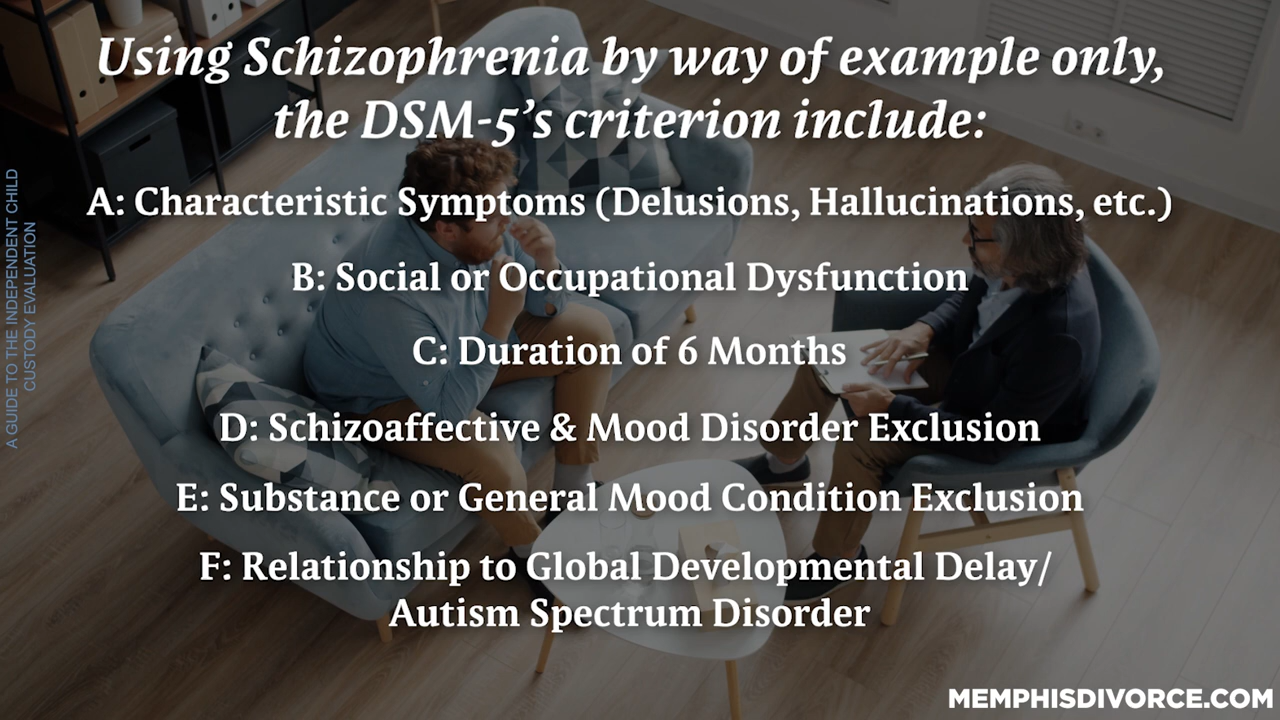 Using Schizophrenia by way of example only,
the DSM-5’s criterion include:
A: Characteristic Symptoms (Delusions, Hallucinations, etc.)
B: Social or Occupational Dysfunction
C: Duration of 6 Months
D: Schizoaffective & Mood Disorder Exclusion
E: Substance or General Mood Condition Exclusion
F: Relationship to Global Developmental Delay/
Autism Spectrum Disorder
A GUIDE TO THE INDEPENDENT CHILD
CUSTODY EVALUATION
MEMPHISDIVORCE.COM